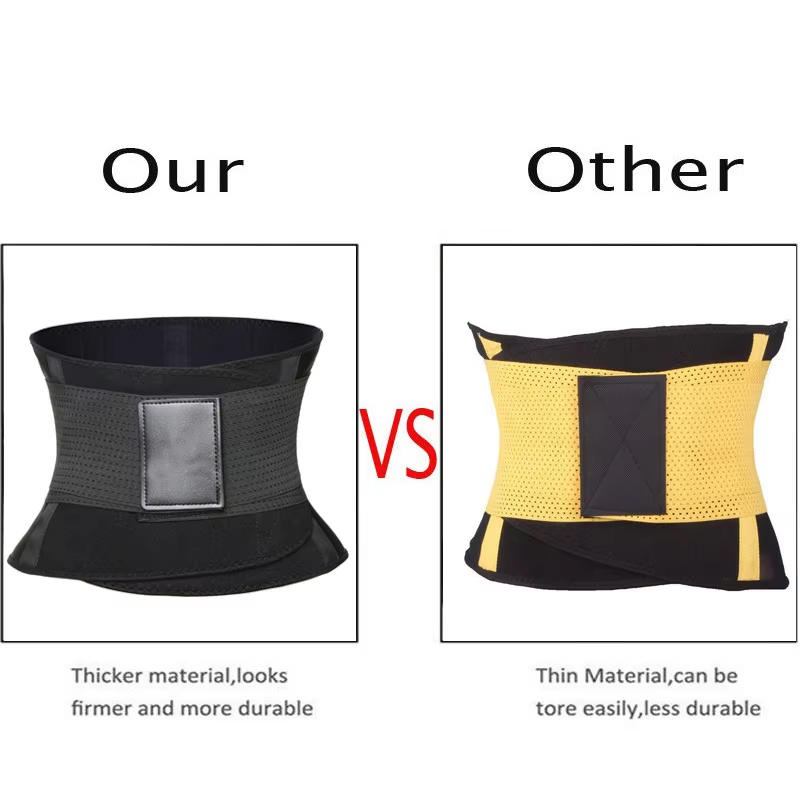 Our
Other
VS
Thicker material,looks
firmer and more durable
Thin Material,can be
tore easily,less durable